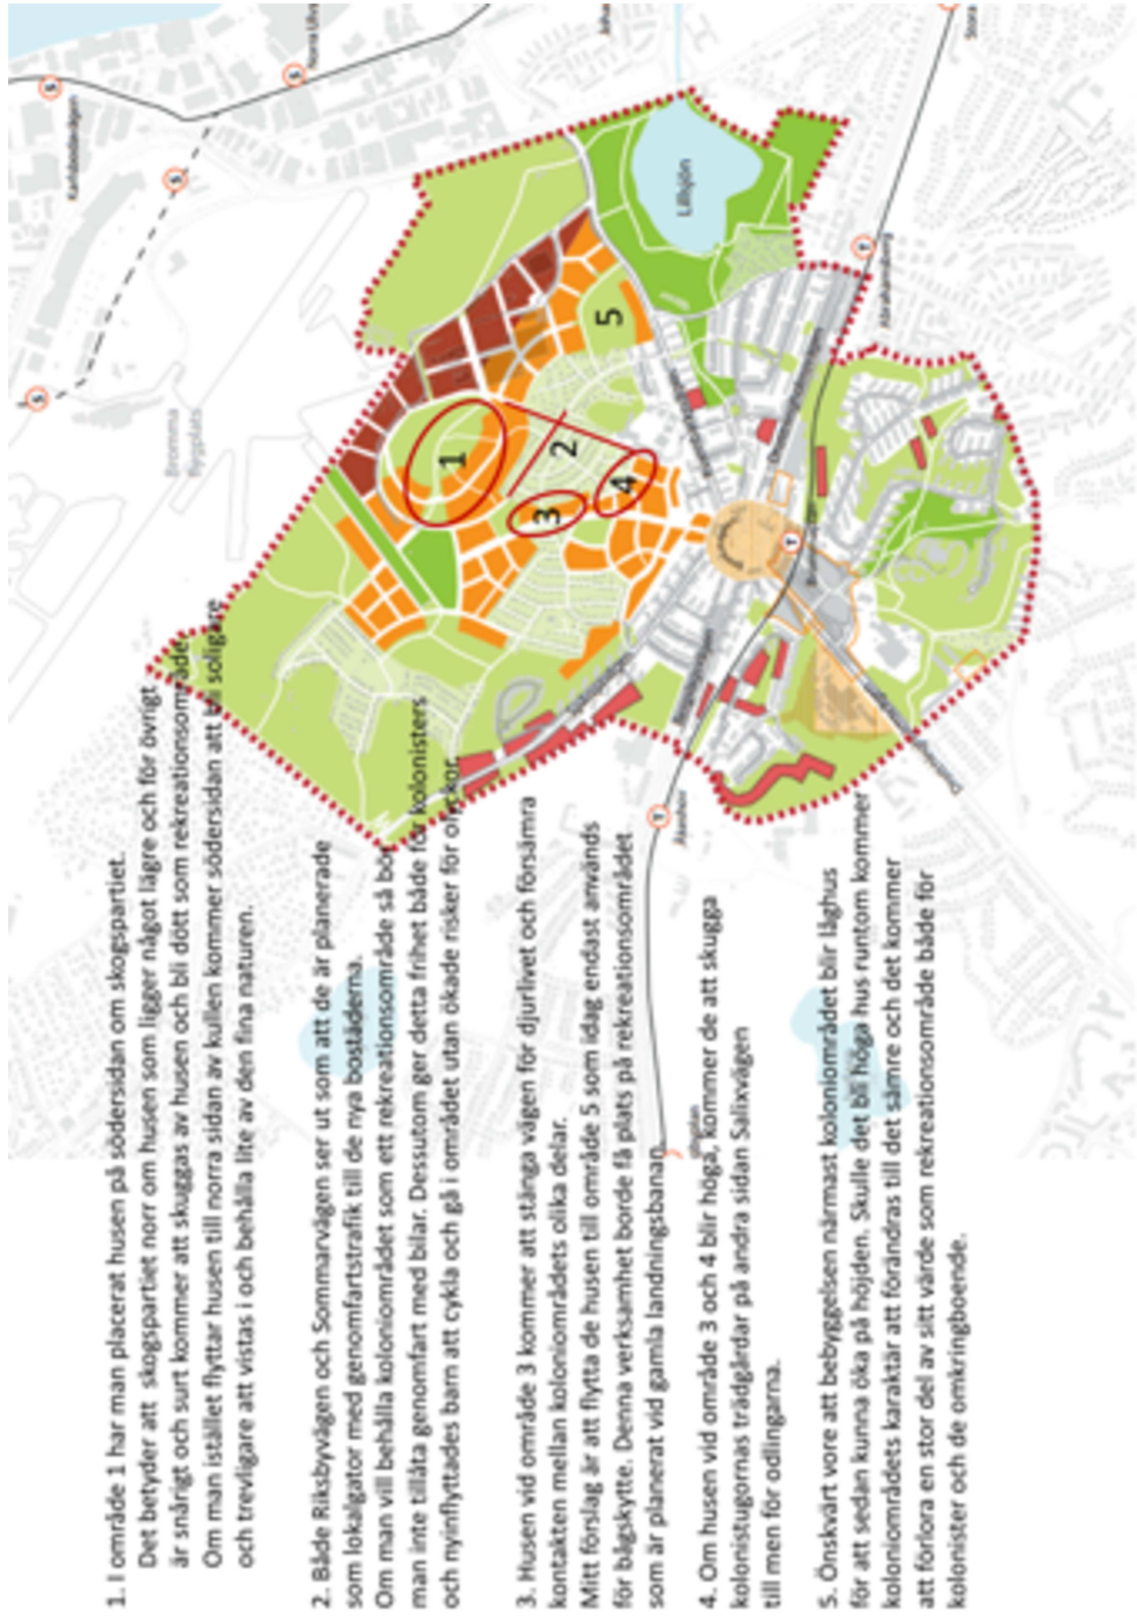 1. I område 1 har man placerat husen på södersidan om skogspartiet.
Det betyder att skogspartiet norr om husen som ligger något lägre och för övrigt
är snårigt och surt kommer att skuggas av husen och bli dött som rekreationsområde
Om man istället flyttar husen till norra sidan av kullen kommer södersidan att bli soligare
och trevligare att vistas i och behålla lite av den fina naturen.
2. Både Riksbyvägen och Sommarvägen ser ut som att de är planerade
som lokalgator med genomfartstrafik till de nya bostäderna.
Om man vill behålla koloniområdet som ett rekreationsområde så bör
man inte tillåta genomfart med bilar. Dessutom ger detta frihet både för kolonisters
och nyinflyttades barn att cykla och gå i området utan ökade risker för olyckor.
3. Husen vid område 3 kommer att stänga vägen för djurlivet och försämra
kontakten mellan koloniområdets olika delar.
Mitt förslag är att flytta de husen till område 5 som idag endast används
för bågskytte. Denna verksamhet borde få plats på rekreationsområdet
som är planerat vid gamla landningsbanan.
4. Om husen vid område 3 och 4 blir höga, kommer de att skugga
kolonistugornas trädgårdar på andra sidan Salixvägen
till men för odlingarna.
5. Önskvärt vore att bebyggelsen närmast koloniområdet blir låghus
för att sedan kunna öka på höjden. Skulle det bli höga hus runtom kommer
koloniområdets karaktär att förändras till det sämre och det kommer
att förlora en stor del av sitt värde som rekreationsområde både för
kolonister och de omkringboende.
Karlsbodavägen
Norra Ulvs
Johan
Stora
Bromma
flygplats
Lillsjön
Abrahamsberg
Åkeshov
1
2
3
4
5
S
S
S
S
T
T
T